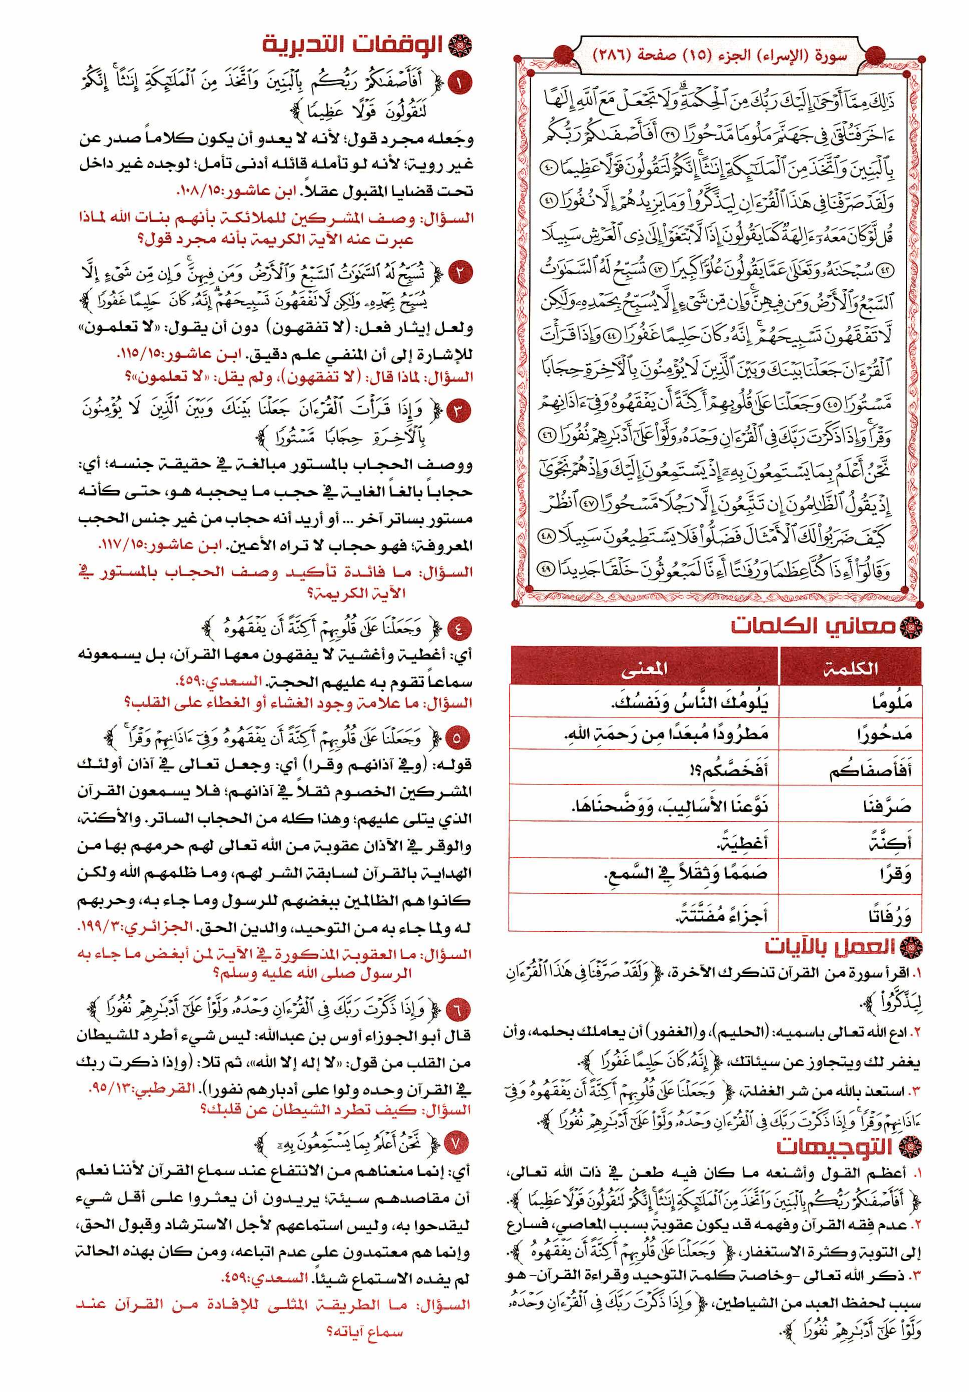 سورة (الإسراء) الجزء (١٥) صفحة (٢٨٦)
ذَٰلِكَ مِمَّآ أَوْحَىٰٓ إِلَيْكَ رَبُّكَ مِنَ ٱلْحِكْمَةِ ۗ وَلَا تَجْعَلْ مَعَ ٱللَّهِ إِلَٰهًا
ءَاخَرَ فَتُلْقَىٰ فِى جَهَنَّمَ مَلُومًا مَّدْحُورًا ٣٩ أَفَأَصْفَىٰكُمْ رَبُّكُم
بِٱلْبَنِينَ وَٱتَّخَذَ مِنَ ٱلْمَلَٰٓئِكَةِ إِنَٰثًا ۚ إِنَّكُمْ لَتَقُولُونَ قَوْلًا عَظِيمًا ٤٠
وَلَقَدْ صَرَّفْنَا فِى هَٰذَا ٱلْقُرْءَانِ لِيَذَّكَّرُوا۟ وَمَا يَزِيدُهُمْ إِلَّا نُفُورًا ٤١
قُل لَّوْ كَانَ مَعَهُۥٓ ءَالِهَةٌ كَمَا يَقُولُونَ إِذًا لَّٱبْتَغَوْا۟ إِلَىٰ ذِى ٱلْعَرْشِ سَبِيلًا
٤٢ سُبْحَٰنَهُۥ وَتَعَٰلَىٰ عَمَّا يَقُولُونَ عُلُوًّا كَبِيرًا ٤٣ تُسَبِّحُ لَهُ ٱلسَّمَٰوَٰتُ
ٱلسَّبْعُ وَٱلْأَرْضُ وَمَن فِيهِنَّ ۚ وَإِن مِّن شَىْءٍ إِلَّا يُسَبِّحُ بِحَمْدِهِۦ وَلَٰكِن
لَّا تَفْقَهُونَ تَسْبِيحَهُمْ ۗ إِنَّهُۥ كَانَ حَلِيمًا غَفُورًا ٤٤ وَإِذَا قَرَأْتَ
ٱلْقُرْءَانَ جَعَلْنَا بَيْنَكَ وَبَيْنَ ٱلَّذِينَ لَا يُؤْمِنُونَ بِٱلْءَاخِرَةِ حِجَابًا
مَّسْتُورًا ٤٥ وَجَعَلْنَا عَلَىٰ قُلُوبِهِمْ أَكِنَّةً أَن يَفْقَهُوهُ وَفِىٓ ءَاذَانِهِمْ
وَقْرًا ۚ وَإِذَا ذَكَرْتَ رَبَّكَ فِى ٱلْقُرْءَانِ وَحْدَهُۥ وَلَّوْا۟ عَلَىٰٓ أَدْبَٰرِهِمْ نُفُورًا ٤٦
نَّحْنُ أَعْلَمُ بِمَا يَسْتَمِعُونَ بِهِۦٓ إِذْ يَسْتَمِعُونَ إِلَيْكَ وَإِذْ هُمْ نَجْوَىٰٓ
إِذْ يَقُولُ ٱلظَّٰلِمُونَ إِن تَتَّبِعُونَ إِلَّا رَجُلًا مَّسْحُورًا ٤٧ ٱنظُرْ
كَيْفَ ضَرَبُوا۟ لَكَ ٱلْأَمْثَالَ فَضَلُّوا۟ فَلَا يَسْتَطِيعُونَ سَبِيلًا ٤٨
وَقَالُوٓا۟ أَءِذَا كُنَّا عِظَٰمًا وَرُفَٰتًا أَءِنَّا لَمَبْعُوثُونَ خَلْقًا جَدِيدًا ٤٩
معاني الكلمات
الكلمة المعنى
مَلُومًا يَلُومُكَ النَّاسُ وَنَفْسُكَ.
مَدحُورًا مَطرُودًا مُبعَدًا مِن رَحمَةِ اللهِ.
أَفَأَصفَاكُم أَفَخَصَّكُم؟!
صَرَّفنَا نَوَّعنَا الأَسَالِيبَ، وَوَضَّحنَاهَا.
أَكِنَّةً أَغطِيَةً.
وَقرًا صَمَمًا وَثِقَلاً فِي السَّمعِ.
وَرُفَاتًا أَجزَاءً مُفَتَّتَةً.
العمل بالآيات
١. اقرأ سورة من القرآن تذكرك الآخرة، ﴿ وَلَقَدْ صَرَّفْنَا فِى هَٰذَا ٱلْقُرْءَانِ
لِيَذَّكَّرُوا۟ ﴾.
٢. ادع الله تعالى باسميه: (الحليم)، و(الغفور) أن يعاملك بحلمه، وأن
يغفر لك ويتجاوز عن سيئاتك، ﴿ إِنَّهُۥ كَانَ حَلِيمًا غَفُورًا ﴾.
٣. استعذ بالله من شر الغفلة، ﴿ وَجَعَلْنَا عَلَىٰ قُلُوبِهِمْ أَكِنَّةً أَن يَفْقَهُوهُ وَفِىٓ
ءَاذَانِهِمْ وَقْرًا ۚ وَإِذَا ذَكَرْتَ رَبَّكَ فِى ٱلْقُرْءَانِ وَحْدَهُۥ وَلَّوْا۟ عَلَىٰٓ أَدْبَٰرِهِمْ نُفُورًا ﴾.
التوجيهات
١. أعظم القول وأشنعه ما كان فيه طعن في ذات الله تعالى،
﴿ أَفَأَصْفَىٰكُمْ رَبُّكُم بِٱلْبَنِينَ وَٱتَّخَذَ مِنَ ٱلْمَلَٰٓئِكَةِ إِنَٰثًا ۚ إِنَّكُمْ لَتَقُولُونَ قَوْلًا عَظِيمًا ﴾.
٢. عدم فقه القرآن وفهمه قد يكون عقوبة بسبب المعاصي، فسارع
إلى التوبة وكثرة الاستغفار، ﴿ وَجَعَلْنَا عَلَىٰ قُلُوبِهِمْ أَكِنَّةً أَن يَفْقَهُوهُ ﴾.
٣. ذكر الله تعالى -وخاصة كلمة التوحيد وقراءة القرآن- هو
سبب لحفظ العبد من الشياطين، ﴿ وَإِذَا ذَكَرْتَ رَبَّكَ فِى ٱلْقُرْءَانِ وَحْدَهُۥ
وَلَّوْا۟ عَلَىٰٓ أَدْبَٰرِهِمْ نُفُورًا ﴾.
الوقفات التدبرية
١ ﴿ أَفَأَصْفَىٰكُمْ رَبُّكُم بِٱلْبَنِينَ وَٱتَّخَذَ مِنَ ٱلْمَلَٰٓئِكَةِ إِنَٰثًا ۚ إِنَّكُمْ
لَتَقُولُونَ قَوْلًا عَظِيمًا ﴾
وجَعله مجرد قول؛ لأنه لا يعدو أن يكون كلاماً صدر عن
غير روية؛ لأنه لو تأمله قائله أدنى تأمل؛ لوجده غير داخل
تحت قضايا المقبول عقلاً. ابن عاشور:١٠٨/١٥.
السؤال: وصف المشركين للملائكة بأنهم بنات الله لماذا
عبرت عنه الآية الكريمة بأنه مجرد قول؟
٢ ﴿ تُسَبِّحُ لَهُ ٱلسَّمَٰوَٰتُ ٱلسَّبْعُ وَٱلْأَرْضُ وَمَن فِيهِنَّ ۚ وَإِن مِّن شَىْءٍ إِلَّا
يُسَبِّحُ بِحَمْدِهِۦ وَلَٰكِن لَّا تَفْقَهُونَ تَسْبِيحَهُمْ ۗ إِنَّهُۥ كَانَ حَلِيمًا غَفُورًا ﴾
ولعل إيثار فعل: (لا تفقهون) دون أن يقول: «لا تعلمون»
للإشارة إلى أن المنفي علم دقيق. ابن عاشور:١١٥/١٥.
السؤال: لماذا قال: (لا تفقهون)، ولم يقل: «لا تعلمون»؟
٣ ﴿ وَإِذَا قَرَأْتَ ٱلْقُرْءَانَ جَعَلْنَا بَيْنَكَ وَبَيْنَ ٱلَّذِينَ لَا يُؤْمِنُونَ
بِٱلْءَاخِرَةِ حِجَابًا مَّسْتُورًا ﴾
ووصف الحجاب بالمستور مبالغة في حقيقة جنسه؛ أي:
حجاباً بالغاً الغاية في حجب ما يحجبه هو، حتى كأنه
مستور بساتر آخر ... أو أريد أنه حجاب من غير جنس الحجب
المعروفة؛ فهو حجاب لا تراه الأعين. ابن عاشور:١١٧/١٥.
السؤال: ما فائدة تأكيد وصف الحجاب بالمستور في
الآية الكريمة؟
٤ ﴿ وَجَعَلْنَا عَلَىٰ قُلُوبِهِمْ أَكِنَّةً أَن يَفْقَهُوهُ ﴾
أي: أغطية وأغشية لا يفقهون معها القرآن، بل يسمعونه
سماعاً تقوم به عليهم الحجة. السعدي:٤٥٩.
السؤال: ما علامة وجود الغشاء أو الغطاء على القلب؟
٥ ﴿ وَجَعَلْنَا عَلَىٰ قُلُوبِهِمْ أَكِنَّةً أَن يَفْقَهُوهُ وَفِىٓ ءَاذَانِهِمْ وَقْرًا ۚ ﴾
قوله: (وفي آذانهم وقرا) أي: وجعل تعالى في آذان أولئك
المشركين الخصوم ثقلاً في آذانهم؛ فلا يسمعون القرآن
الذي يتلى عليهم؛ وهذا كله من الحجاب الساتر. والأكنة،
والوقر في الآذان عقوبة من الله تعالى لهم حرمهم بها من
الهداية بالقرآن لسابقة الشر لهم، وما ظلمهم الله ولكن
كانوا هم الظالمين ببغضهم للرسول وما جاء به، وحربهم
له ولما جاء به من التوحيد، والدين الحق. الجزائري:١٩٩/٣.
السؤال: ما العقوبة المذكورة في الآية لمن أبغض ما جاء به
الرسول صلى الله عليه وسلم؟
٦ ﴿ وَإِذَا ذَكَرْتَ رَبَّكَ فِى ٱلْقُرْءَانِ وَحْدَهُۥ وَلَّوْا۟ عَلَىٰٓ أَدْبَٰرِهِمْ نُفُورًا ﴾
قال أبو الجوزاء أوس بن عبدالله: ليس شيء أطرد للشيطان
من القلب من قول: «لا إله إلا الله»، ثم تلا: (وإذا ذكرت ربك
في القرآن وحده ولوا على أدبارهم نفورا). القرطبي:٩٥/١٣.
السؤال: كيف تطرد الشيطان عن قلبك؟
٧ ﴿ نَّحْنُ أَعْلَمُ بِمَا يَسْتَمِعُونَ بِهِۦٓ ﴾
أي: إنما منعناهم من الانتفاع عند سماع القرآن لأننا نعلم
أن مقاصدهم سيئة؛ يريدون أن يعثروا على أقل شيء
ليقدحوا به، وليس استماعهم لأجل الاسترشاد وقبول الحق،
وإنما هم معتمدون على عدم اتباعه، ومن كان بهذه الحالة
لم يفده الاستماع شيئاً. السعدي:٤٥٩.
السؤال: ما الطريقة المثلى للإفادة من القرآن عند
سماع آياته؟